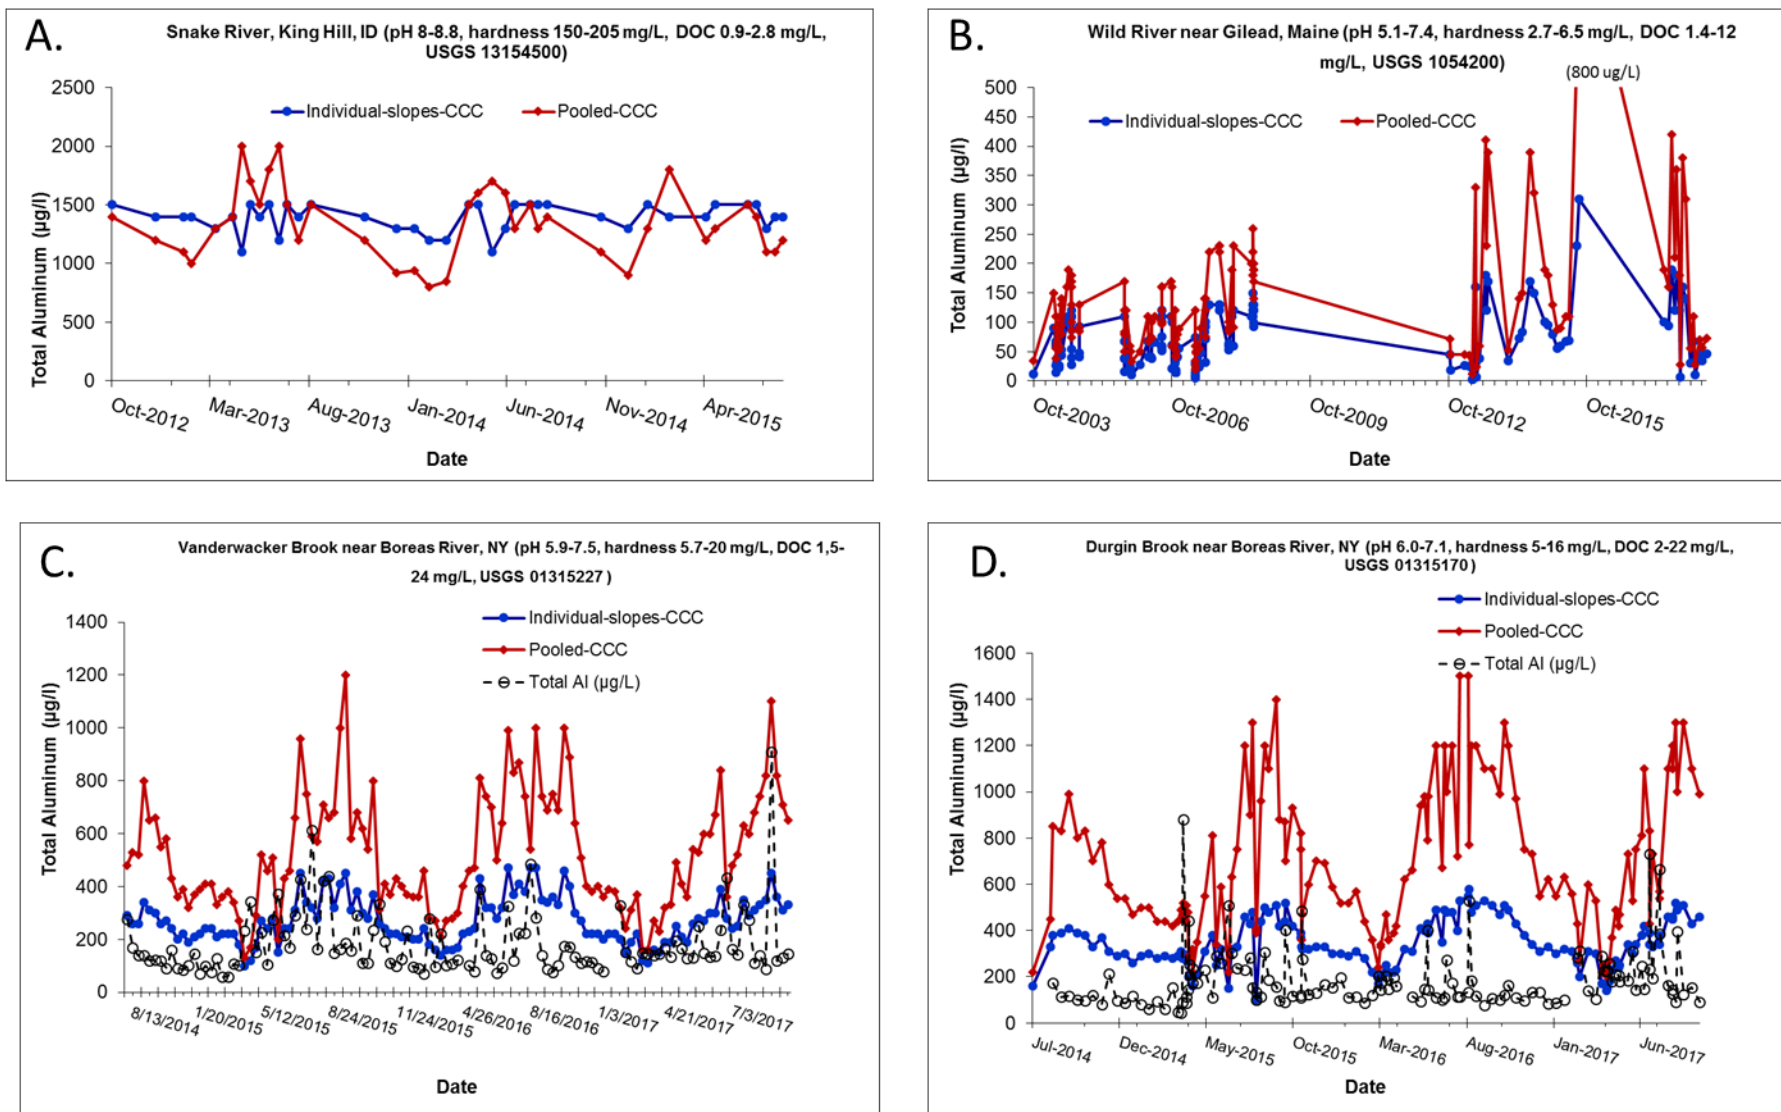 A.
Snake River, King Hill, ID (pH 8-8.8, hardness 150-205 mg/L, DOC 0.9-2.8 mg/L,
USGS 13154500)
Individual-slopes-CCC
Pooled-CCC
Total Aluminum (µg/l)
2500
2000
1500
1000
500
0
Oct-2012
Mar-2013
Aug-2013
Jan-2014
Jun-2014
Nov-2014
Apr-2015
Date
B.
Wild River near Gilead, Maine (pH 5.1-7.4, hardness 2.7-6.5 mg/L, DOC 1.4-12
mg/L, USGS 1054200)
(800 ug/L)
Individual-slopes-CCC
Pooled-CCC
Total Aluminum (µg/l)
500
450
400
350
300
250
200
150
100
50
0
Oct-2003
Oct-2006
Oct-2009
Oct-2012
Oct-2015
Date
C.
Vanderwacker Brook near Boreas River, NY (pH 5.9-7.5, hardness 5.7-20 mg/L, DOC 1,5-
24 mg/L, USGS 01315227 )
Individual-slopes-CCC
Pooled-CCC
Total Al (µg/L)
Total Aluminum (µg/l)
1400
1200
1000
800
600
400
200
0
8/13/2014
1/20/2015
5/12/2015
8/24/2015
11/24/2015
4/26/2016
8/16/2016
1/3/2017
4/21/2017
7/3/2017
Date
D.
Durgin Brook near Boreas River, NY (pH 6.0-7.1, hardness 5-16 mg/L, DOC 2-22 mg/L,
USGS 01315170)
Individual-slopes-CCC
Pooled-CCC
Total Al (µg/L)
Total Aluminum (µg/l)
1600
1400
1200
1000
800
600
400
200
0
Jul-2014
Dec-2014
May-2015
Oct-2015
Mar-2016
Aug-2016
Jan-2017
Jun-2017
Date